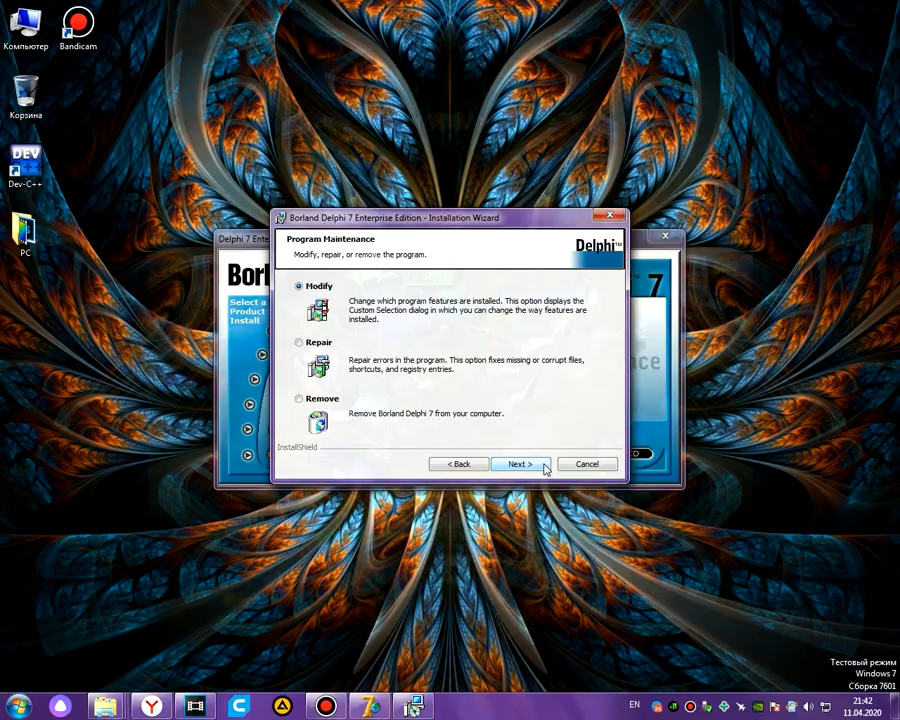 Компьютер
Bandicam
Корзина
DEV
Dev-C++
PC
Delphi 7 Ente
Borl
7
Select a
Product
Install
ace
CD
Borland Delphi 7 Enterprise Edition - Installation Wizard
Program Maintenance
Modify, repair, or remove the program.
Delphi™
Modify
Change which program features are installed. This option displays the
Custom Selection dialog in which you can change the way features are
installed.
Repair
Repair errors in the program. This option fixes missing or corrupt files,
shortcuts, and registry entries.
Remove
Remove Borland Delphi 7 from your computer.
InstallShield
< Back
Next >
Cancel
Тестовый режим
Windows 7
Сборка 7601
EN
21:42
11.04.2020